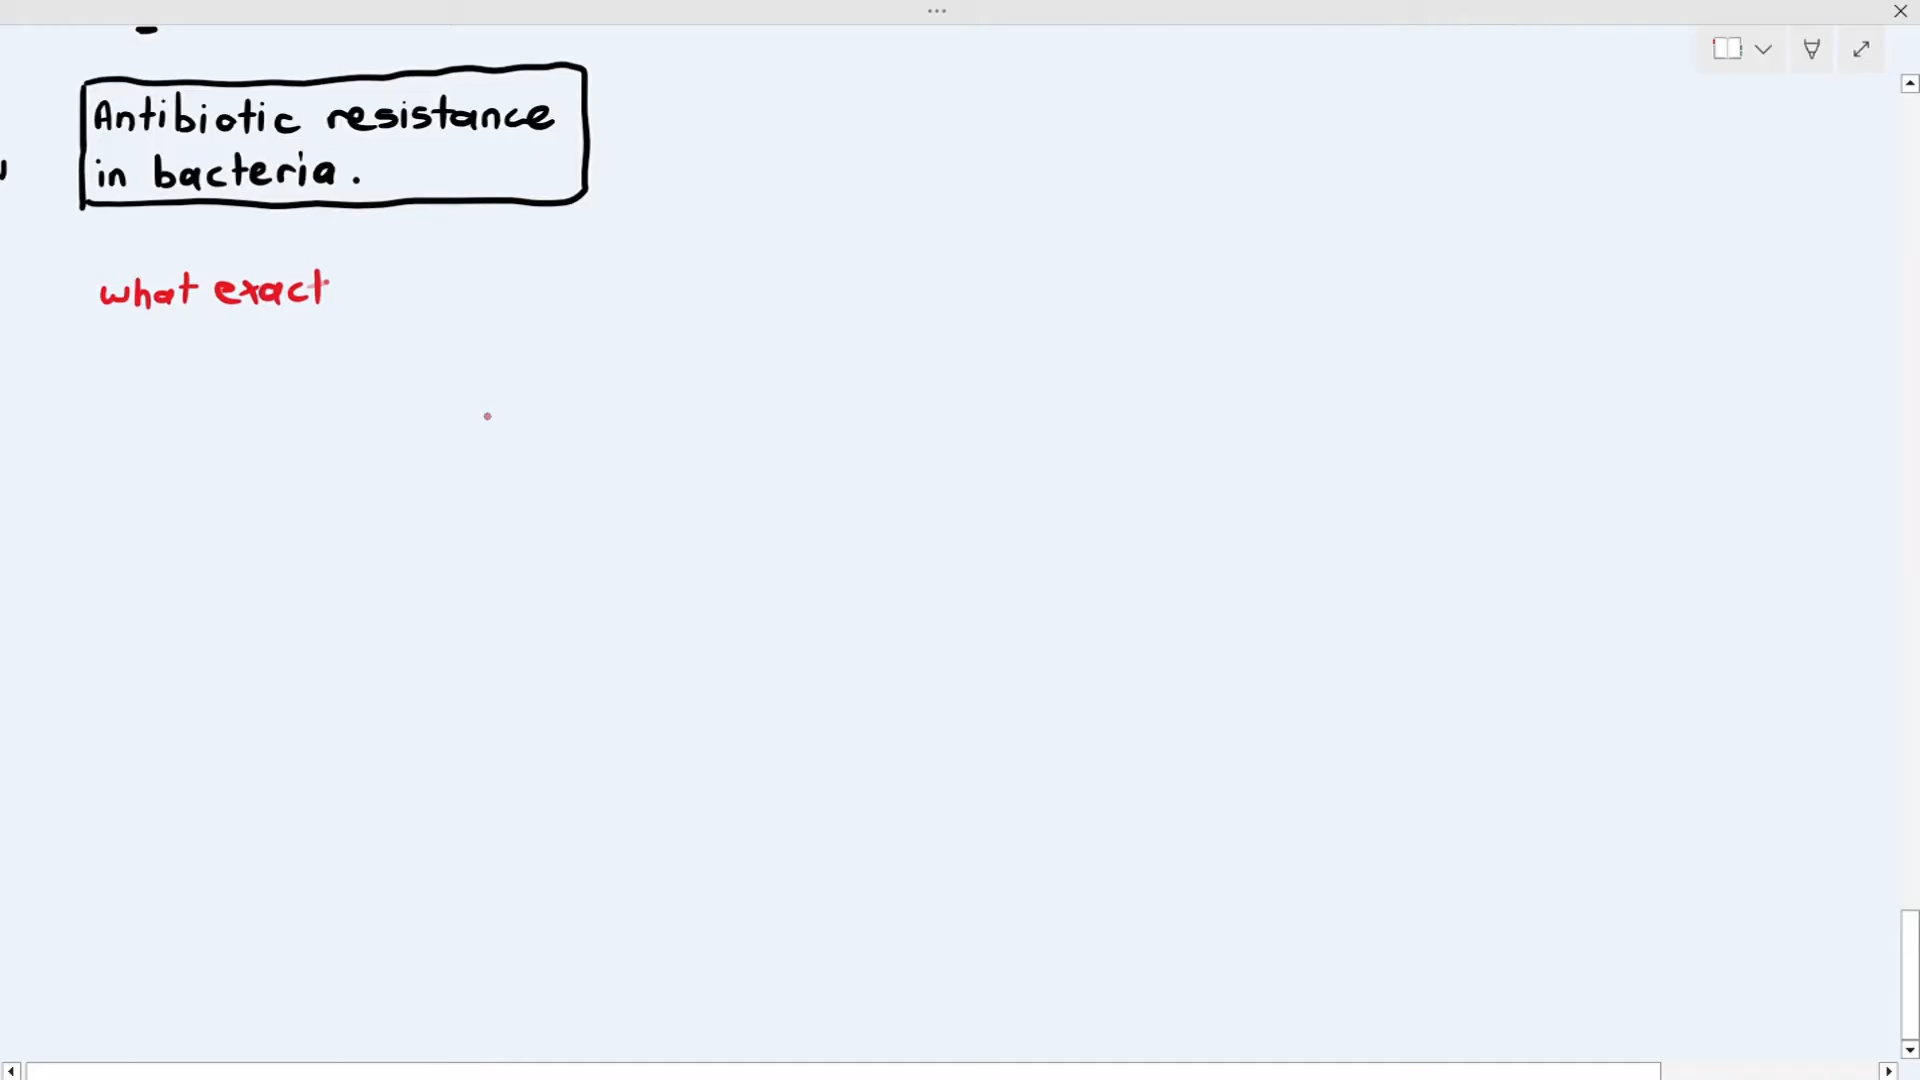 Antibiotic resistance
in bacteria.
what exact